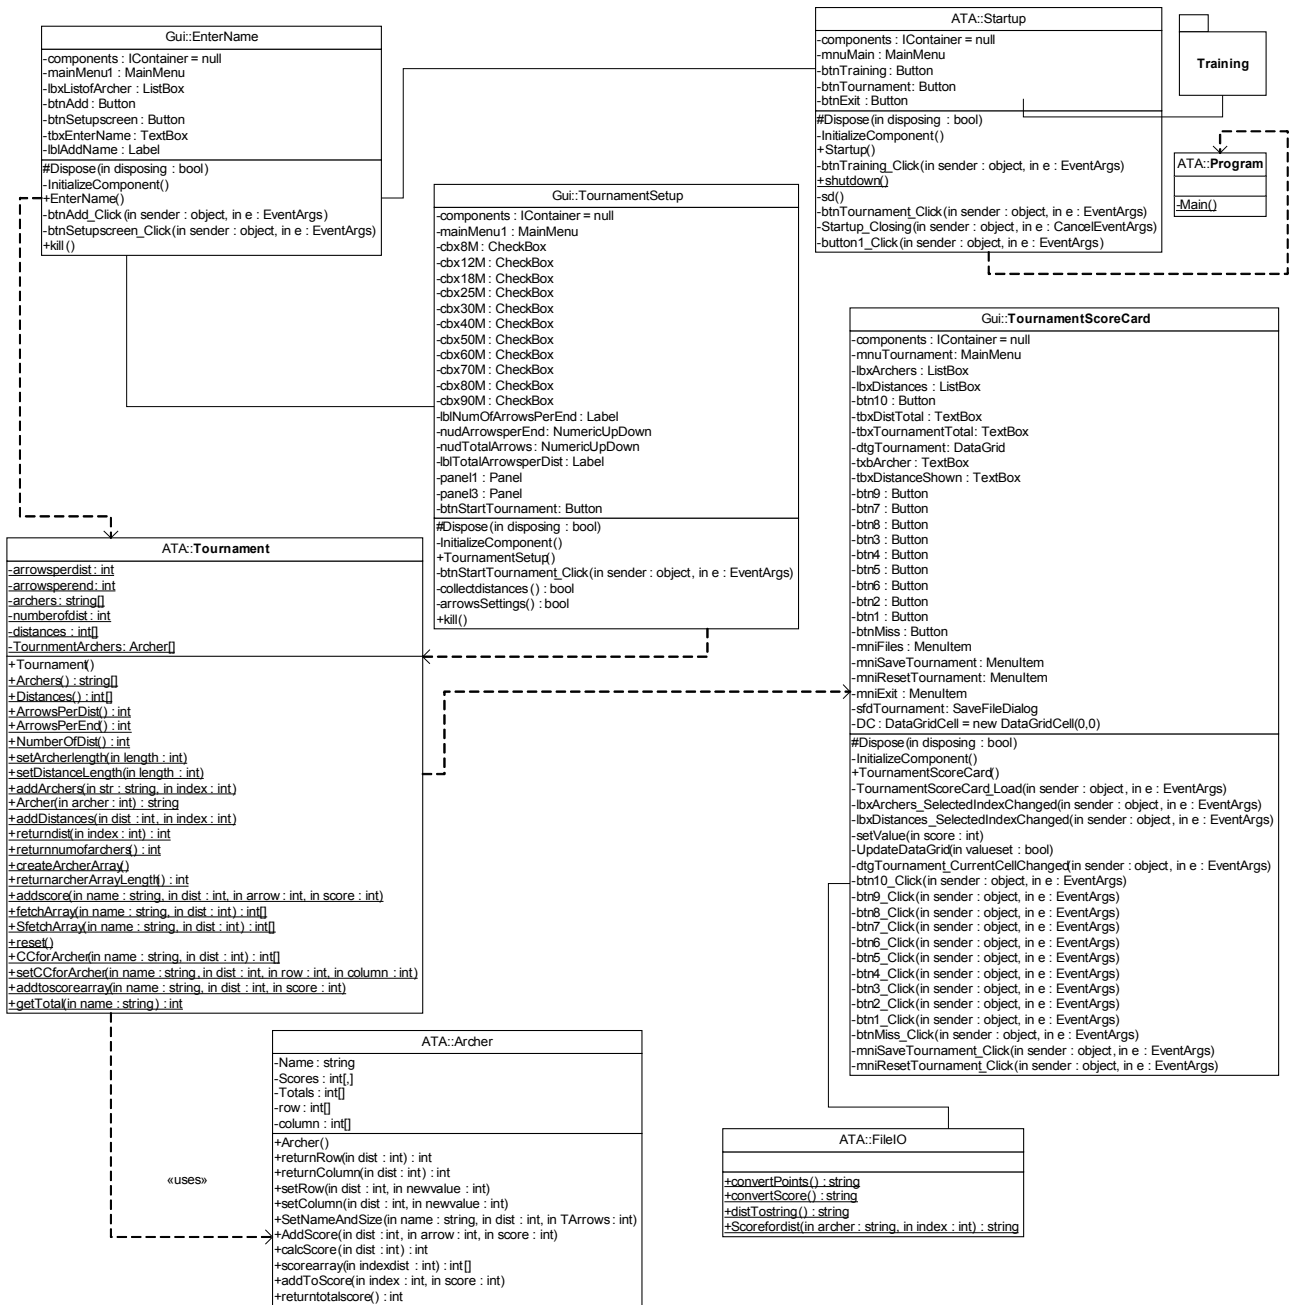 Gui::EnterName
-components : IContainer = null
-mainMenu1 : MainMenu
-lbxListofArcher : ListBox
-btnAdd : Button
-btnSetupscreen : Button
-tbxEnterName : TextBox
-lblAddName : Label
#Dispose(in disposing : bool)
-InitializeComponent()
+EnterName()
-btnAdd_Click(in sender : object, in e : EventArgs)
-btnSetupscreen_Click(in sender : object, in e : EventArgs)
+kill()
ATA::Startup
-components : IContainer = null
-mnuMain : MainMenu
-btnTraining : Button
-btnTournament : Button
-btnExit : Button
#Dispose(in disposing : bool)
-InitializeComponent()
+Startup()
-btnTraining_Click(in sender : object, in e : EventArgs)
+shutdown()
-sd()
-btnTournament_Click(in sender : object, in e : EventArgs)
-Startup_Closing(in sender : object, in e : CancelEventArgs)
-button1_Click(in sender : object, in e : EventArgs)
Training
ATA::Program
-Main()
Gui::TournamentSetup
-components : IContainer = null
-mainMenu1 : MainMenu
-cbx8M : CheckBox
-cbx12M : CheckBox
-cbx18M : CheckBox
-cbx25M : CheckBox
-cbx30M : CheckBox
-cbx40M : CheckBox
-cbx50M : CheckBox
-cbx60M : CheckBox
-cbx70M : CheckBox
-cbx80M : CheckBox
-cbx90M : CheckBox
-lblNumOfArrowsPerEnd : Label
-nudArrowsperEnd : NumericUpDown
-nudTotalArrows : NumericUpDown
-lblTotalArrowsperDist : Label
-panel1 : Panel
-panel3 : Panel
-btnStartTournament : Button
#Dispose(in disposing : bool)
-InitializeComponent()
+TournamentSetup()
-btnStartTournament_Click(in sender : object, in e : EventArgs)
-collectdistances() : bool
-arrowsSettings() : bool
+kill()
Gui::TournamentScoreCard
-components : IContainer = null
-mnuTournament : MainMenu
-lbxArchers : ListBox
-lbxDistances : ListBox
-btn10 : Button
-tbxDistTotal : TextBox
-tbxTournamentTotal : TextBox
-dtgTournament : DataGrid
-txbArcher : TextBox
-tbxDistanceShown : TextBox
-btn9 : Button
-btn7 : Button
-btn8 : Button
-btn3 : Button
-btn4 : Button
-btn5 : Button
-btn6 : Button
-btn2 : Button
-btn1 : Button
-btnMiss : Button
-mniFiles : MenuItem
-mniSaveTournament : MenuItem
-mniResetTournament : MenuItem
-mniExit : MenuItem
-sfdTournament : SaveFileDialog
-DC : DataGridCell = new DataGridCell(0,0)
#Dispose(in disposing : bool)
-InitializeComponent()
+TournamentScoreCard()
-TournamentScoreCard_Load(in sender : object, in e : EventArgs)
-lbxArchers_SelectedIndexChanged(in sender : object, in e : EventArgs)
-lbxDistances_SelectedIndexChanged(in sender : object, in e : EventArgs)
-setValue(in score : int)
-UpdateDataGrid(in valueset : bool)
-dtgTournament_CurrentCellChanged(in sender : object, in e : EventArgs)
-btn10_Click(in sender : object, in e : EventArgs)
-btn9_Click(in sender : object, in e : EventArgs)
-btn8_Click(in sender : object, in e : EventArgs)
-btn7_Click(in sender : object, in e : EventArgs)
-btn6_Click(in sender : object, in e : EventArgs)
-btn5_Click(in sender : object, in e : EventArgs)
-btn4_Click(in sender : object, in e : EventArgs)
-btn3_Click(in sender : object, in e : EventArgs)
-btn2_Click(in sender : object, in e : EventArgs)
-btn1_Click(in sender : object, in e : EventArgs)
-btnMiss_Click(in sender : object, in e : EventArgs)
-mniSaveTournament_Click(in sender : object, in e : EventArgs)
-mniResetTournament_Click(in sender : object, in e : EventArgs)
ATA::Tournament
-arrowsperdist : int
-arrowsperend : int
-archers : string[]
-numberofdist : int
-distances : int[]
-TournmentArchers : Archer[]
+Tournament()
+Archers() : string[]
+Distances() : int[]
+ArrowsPerDist() : int
+ArrowsPerEnd() : int
+NumberOfDist() : int
+setArcherlength(in length : int)
+setDistanceLength(in length : int)
+addArchers(in str : string, in index : int)
+Archer(in archer : int) : string
+addDistances(in dist : int, in index : int)
+returndist(in index : int) : int
+returnnumofarchers() : int
+createArcherArray()
+returnarcherArrayLength() : int
+addscore(in name : string, in dist : int, in arrow : int, in score : int)
+fetchArray(in name : string, in dist : int) : int[]
+SfetchArray(in name : string, in dist : int) : int[]
+reset()
+CCforArcher(in name : string, in dist : int) : int[]
+setCCforArcher(in name : string, in dist : int, in row : int, in column : int)
+addtoscorearray(in name : string, in dist : int, in score : int)
+getTotal(in name : string) : int
«uses»
ATA::Archer
-Name : string
-Scores : int[,]
-Totals : int[]
-row : int[]
-column : int[]
+Archer()
+returnRow(in dist : int) : int
+returnColumn(in dist : int) : int
+setRow(in dist : int, in newvalue : int)
+setColumn(in dist : int, in newvalue : int)
+SetNameAndSize(in name : string, in dist : int, in TArrows : int)
+AddScore(in dist : int, in arrow : int, in score : int)
+calcScore(in dist : int) : int
+scorearray(in indexdist : int) : int[]
+addToScore(in index : int, in score : int)
+returntotalscore() : int
ATA::FileIO
+convertPoints() : string
+convertScore() : string
+distTostring() : string
+Scorefordist(in archer : string, in index : int) : string